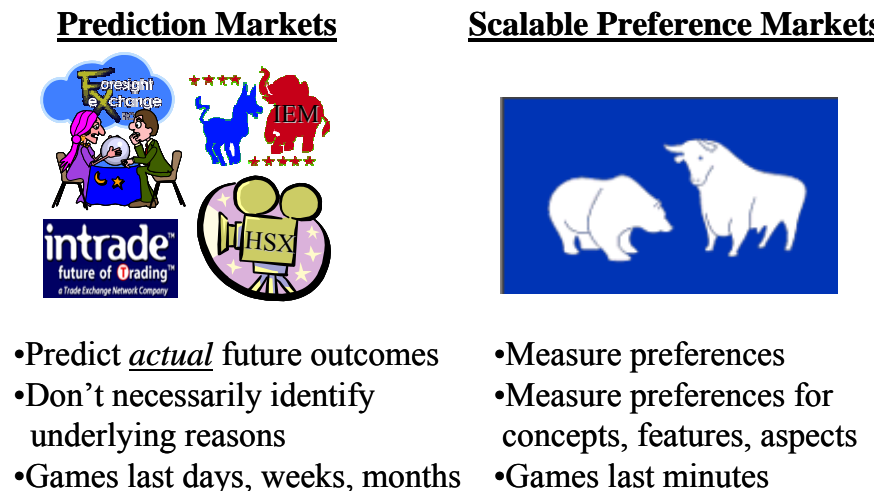 Prediction Markets
Scalable Preference Markets
Foresight
eXchange
IEM
HSX
intrade™
future of Trading™
a Trade Exchange Network Company
•Predict actual future outcomes
•Don't necessarily identify
underlying reasons
•Games last days, weeks, months
•Measure preferences
•Measure preferences for
concepts, features, aspects
•Games last minutes